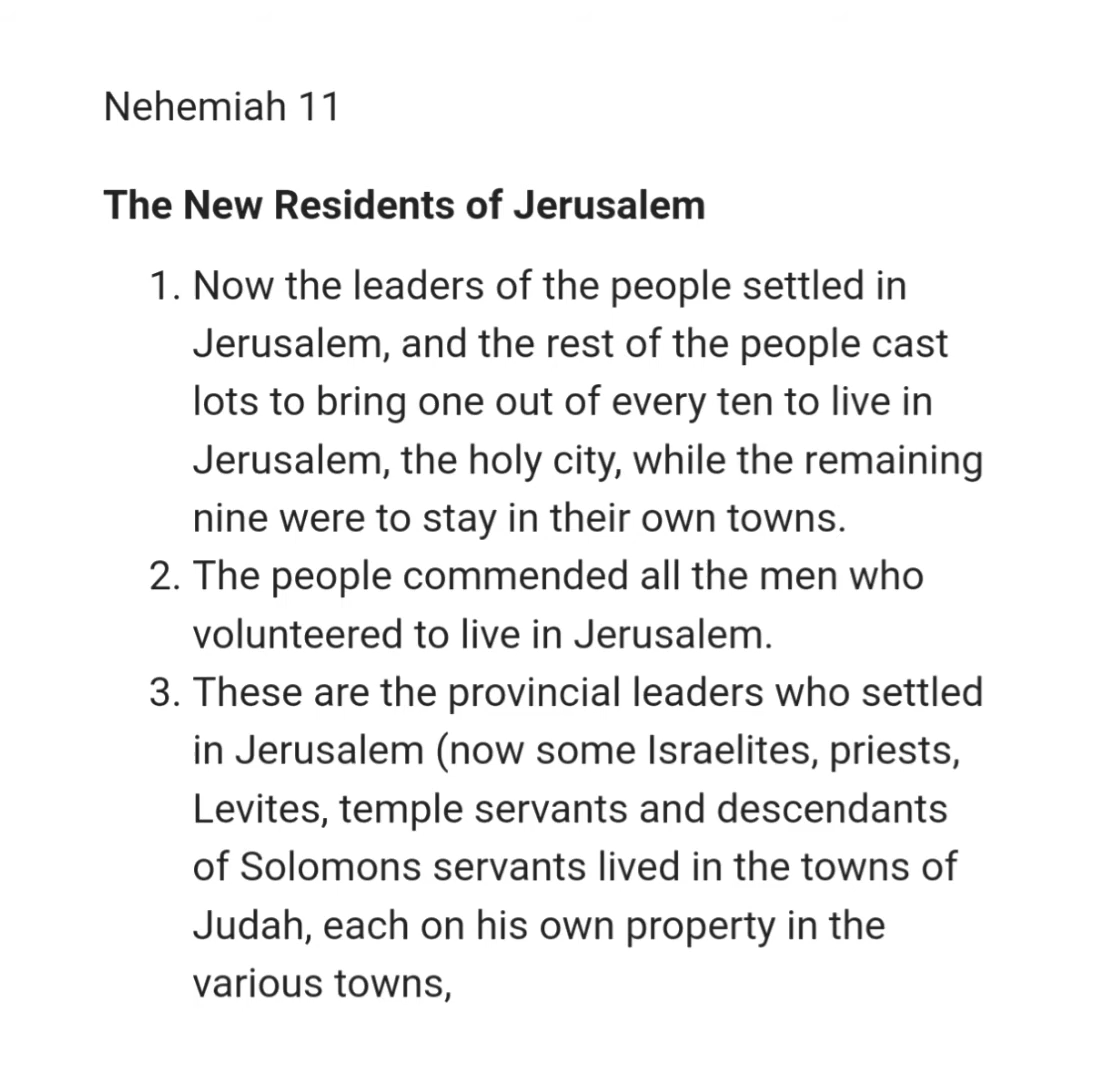 Nehemiah 11
The New Residents of Jerusalem
1. Now the leaders of the people settled in
Jerusalem, and the rest of the people cast
lots to bring one out of every ten to live in
Jerusalem, the holy city, while the remaining
nine were to stay in their own towns.
2. The people commended all the men who
volunteered to live in Jerusalem.
3. These are the provincial leaders who settled
in Jerusalem (now some Israelites, priests,
Levites, temple servants and descendants
of Solomons servants lived in the towns of
Judah, each on his own property in the
various towns,